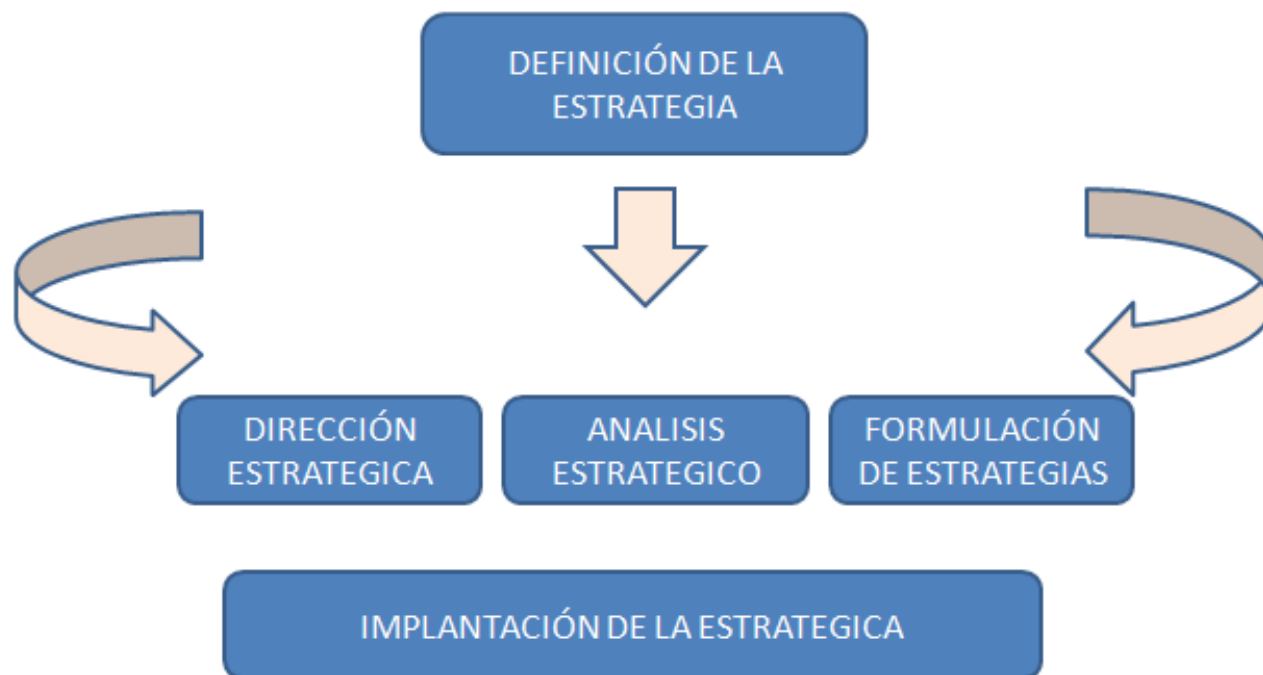 DEFINICIÓN DE LA
ESTRATEGIA
DIRECCIÓN
ESTRATEGICA
ANALISIS
ESTRATEGICO
FORMULACIÓN
DE ESTRATEGIAS
IMPLANTACIÓN DE LA ESTRATEGICA